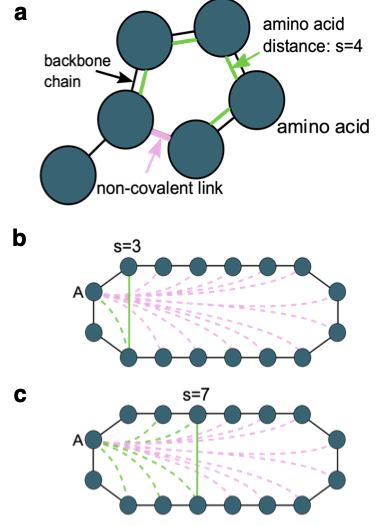 a
amino acid
distance: s=4
backbone
chain
amino acid
non-covalent link
b
s=3
A
c
s=7
A